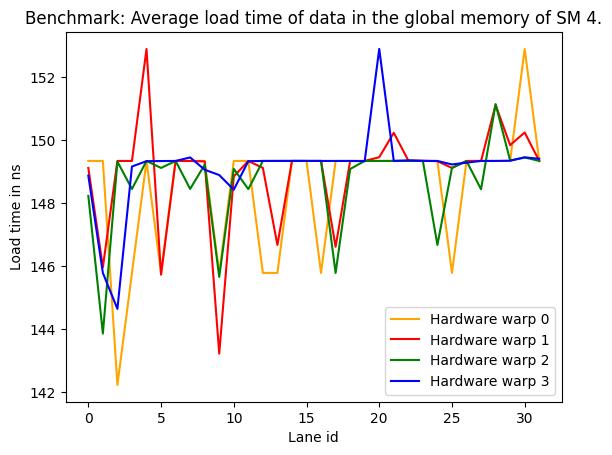 Benchmark: Average load time of data in the global memory of SM 4.
152
150
148
146
144
142
Load time in ns
0 5 10 15 20 25 30
Lane id
Hardware warp 0
Hardware warp 1
Hardware warp 2
Hardware warp 3